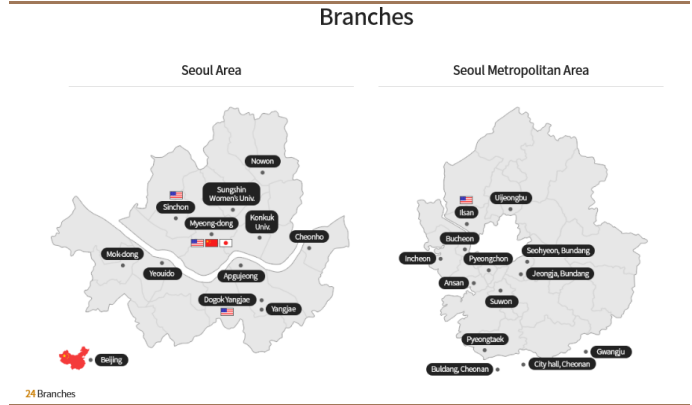 Branches
Seoul Area
Seoul Metropolitan Area
Nowon
Sungshin
Women's Univ.
Sinchon
Konkuk
Univ.
Myeong-dong
Cheonho
Mok-dong
Yeouido
Apgujeong
Dogok Yangjae
Yangjae
Beijing
Uijeongbu
Ilsan
Bucheon
Incheon
Pyeongchon
Seohyeon, Bundang
Jeongja, Bundang
Ansan
Suwon
Pyeongtaek
Gwangju
Buldang, Cheonan
City hall, Cheonan
24 Branches